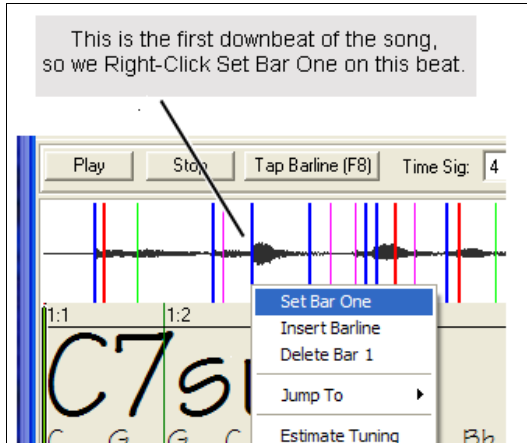 This is the first downbeat of the song,
so we Right-Click Set Bar One on this beat.
Play Stop Tap Barline (F8) Time Sig: 4
Set Bar One
1:1 1:2
Insert Barline
Delete Bar 1
Jump To
Estimate Tuning
C G G C Bb